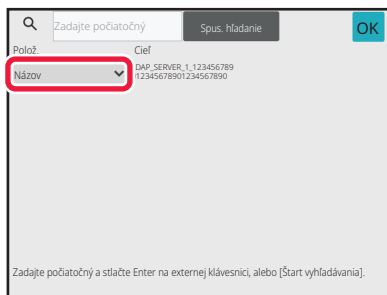 Zadajte počiatočný
Spus. hľadanie
OK
Polož.
Cieľ
Názov
DAP_SERVER_1_123456789
12345678901234567890
Zadajte počiatočný a stlačte Enter na externej klávesnici, alebo [Štart vyhľadávania].